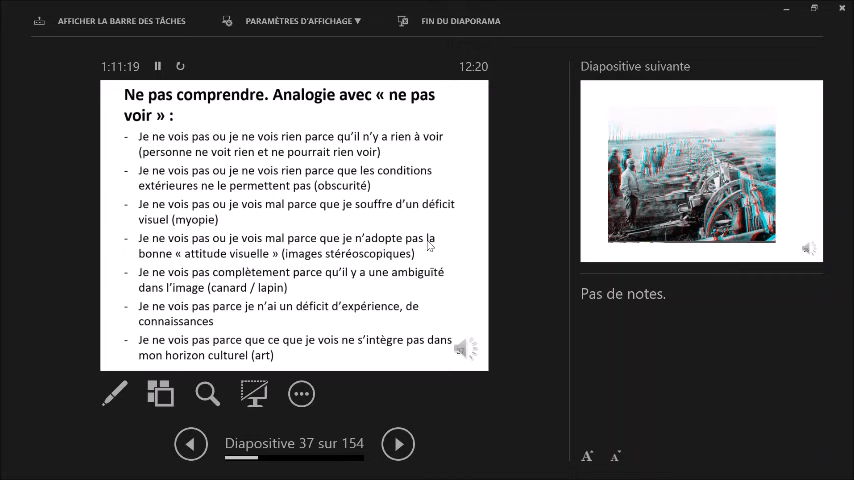 AFFICHER LA BARRE DES TÂCHES
PARAMÈTRES D'AFFICHAGE ▼
FIN DU DIAPORAMA
1:11:19
12:20
Ne pas comprendre. Analogie avec « ne pas
voir » :
- Je ne vois pas ou je ne vois rien parce qu'il n'y a rien à voir
(personne ne voit rien et ne pourrait rien voir)
- Je ne vois pas ou je ne vois rien parce que les conditions
extérieures ne le permettent pas (obscurité)
- Je ne vois pas ou je ne vois mal parce que je souffre d'un déficit
visuel (myopie)
- Je ne vois pas ou je vois mal parce que je n'adopte pas la
bonne « attitude visuelle » (images stéréoscopiques)
- Je ne vois pas complètement parce qu'il y a une ambiguïté
dans l'image (canard / lapin)
- Je ne vois pas parce je n'ai un déficit d'expérience, de
connaissances
- Je ne vois pas parce que ce que je vois ne s'intègre pas dans
mon horizon culturel (art)
Diapositive 37 sur 154
Diapositive suivante
Pas de notes.
A A